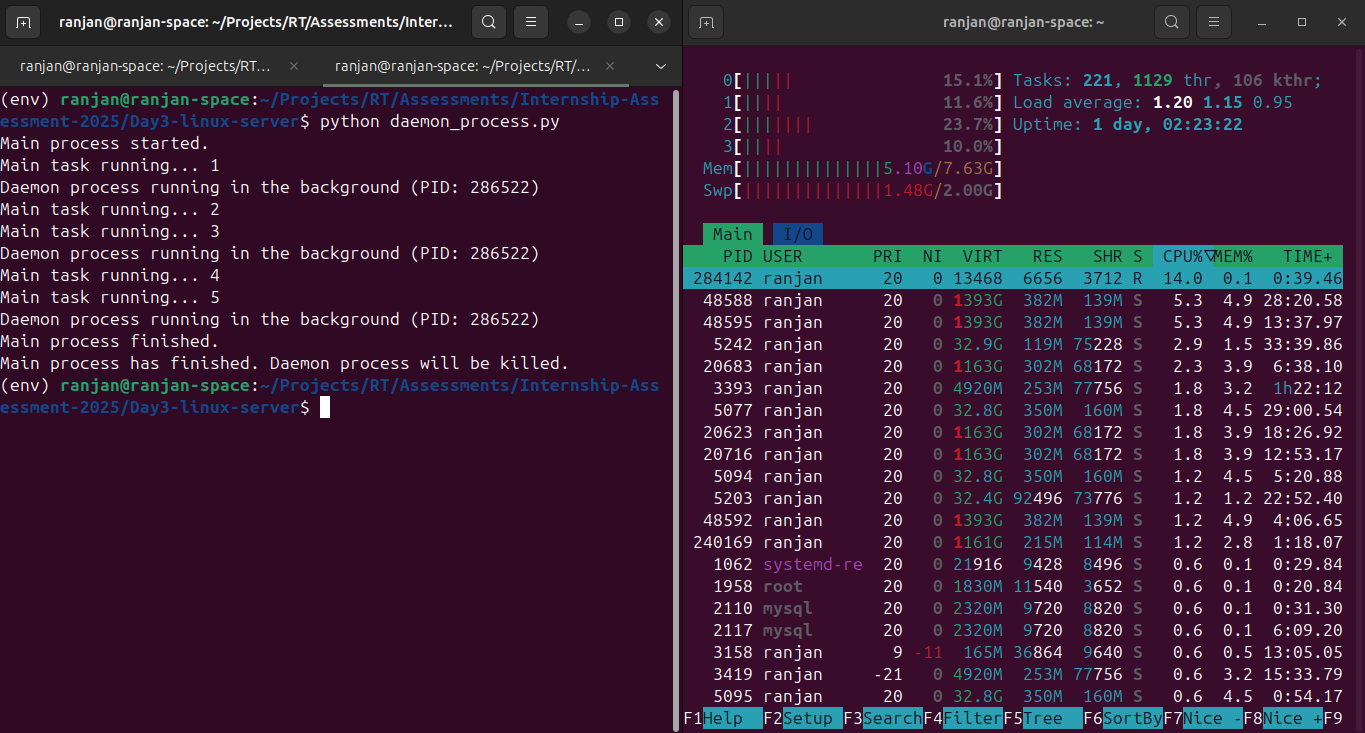 ranjan@ranjan-space: ~/Projects/RT/Assessments/Inter...
ranjan@ranjan-space: ~/Projects/RT...
ranjan@ranjan-space: ~/Projects/RT/...
(env) ranjan@ranjan-space:~/Projects/RT/Assessments/Internship-Ass
essment-2025/Day3-linux-server$ python daemon_process.py
Main process started.
Main task running... 1
Daemon process running in the background (PID: 286522)
Main task running... 2
Main task running... 3
Daemon process running in the background (PID: 286522)
Main task running... 4
Main task running... 5
Daemon process running in the background (PID: 286522)
Main process finished.
Main process has finished. Daemon process will be killed.
(env) ranjan@ranjan-space:~/Projects/RT/Assessments/Internship-Ass
essment-2025/Day3-linux-server$
ranjan@ranjan-space: ~
0[||||| 15.1%] Tasks: 221, 1129 thr, 106 kthr;
1[|||| 11.6%] Load average: 1.20 1.15 0.95
2[||||||| 23.7%] Uptime: 1 day, 02:23:22
3[|||| 10.0%]
Mem[||||||||||||||5.10G/7.63G]
Swp[||||||||||||||1.48G/2.00G]
Main I/O
PID USER PRI NI VIRT RES SHR S CPU%▽MEM% TIME+
284142 ranjan 20 0 13468 6656 3712 R 14.0 0.1 0:39.46
48588 ranjan 20 0 1393G 382M 139M S 5.3 4.9 28:20.58
48595 ranjan 20 0 1393G 382M 139M S 5.3 4.9 13:37.97
5242 ranjan 20 0 32.9G 119M 75228 S 2.9 1.5 33:39.86
20683 ranjan 20 0 1163G 302M 68172 S 2.3 3.9 6:38.10
3393 ranjan 20 0 4920M 253M 77756 S 1.8 3.2 1h22:12
5077 ranjan 20 0 32.8G 350M 160M S 1.8 4.5 29:00.54
20623 ranjan 20 0 1163G 302M 68172 S 1.8 3.9 18:26.92
20716 ranjan 20 0 1163G 302M 68172 S 1.8 3.9 12:53.17
5094 ranjan 20 0 32.8G 350M 160M S 1.2 4.5 5:20.88
5203 ranjan 20 0 32.4G 92496 73776 S 1.2 1.2 22:52.40
48592 ranjan 20 0 1393G 382M 139M S 1.2 4.9 4:06.65
240169 ranjan 20 0 1161G 215M 114M S 1.2 2.8 1:18.07
1062 systemd-re 20 0 21916 9428 8496 S 0.6 0.1 0:29.84
1958 root 20 0 1830M 11540 3652 S 0.6 0.1 0:20.84
2110 mysql 20 0 2320M 9720 8820 S 0.6 0.1 0:31.30
2117 mysql 20 0 2320M 9720 8820 S 0.6 0.1 6:09.20
3158 ranjan 9 -11 165M 36864 9640 S 0.6 0.5 13:05.05
3419 ranjan -21 0 4920M 253M 77756 S 0.6 3.2 15:33.79
5095 ranjan 20 0 32.8G 350M 160M S 0.6 4.5 0:54.17
F1Help F2Setup F3SearchF4FilterF5Tree F6SortByF7Nice -F8Nice +F9